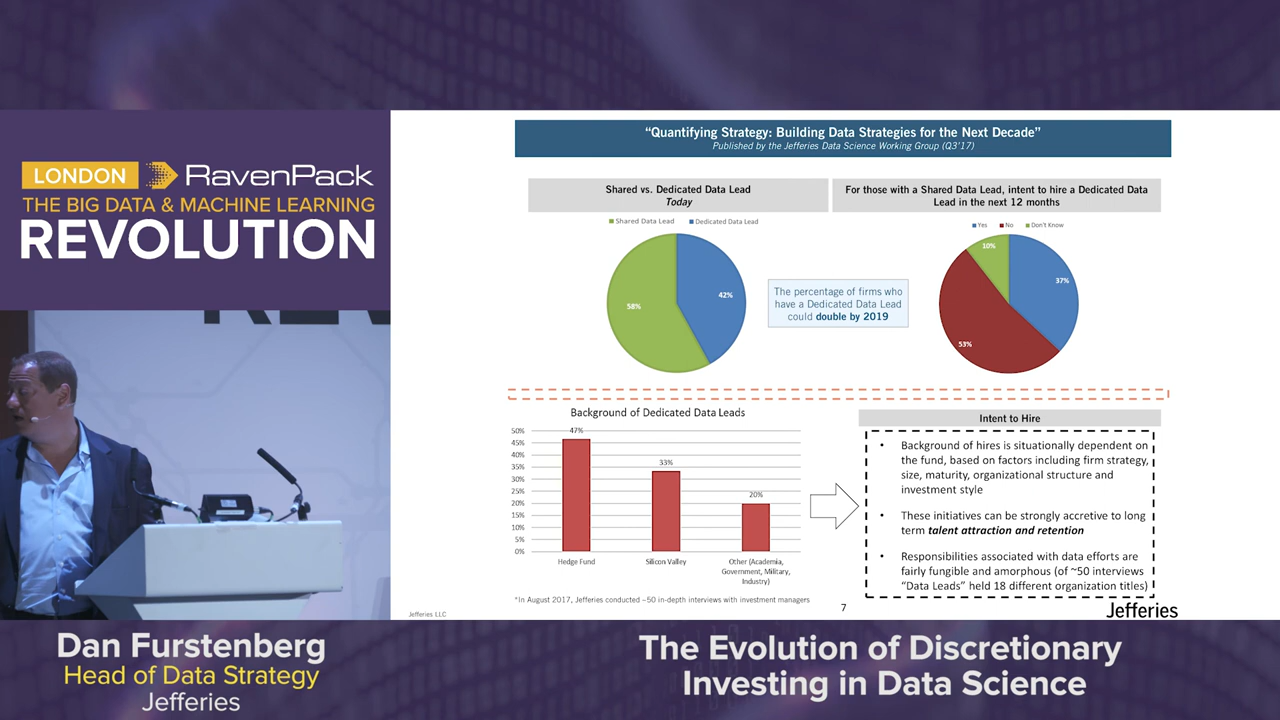 LONDON RavenPack
THE BIG DATA & MACHINE LEARNING
REVOLUTION
"Quantifying Strategy: Building Data Strategies for the Next Decade"
Published by the Jefferies Data Science Working Group (Q3'17)
Shared vs. Dedicated Data Lead
Today
Shared Data Lead Dedicated Data Lead
58%
42%
The percentage of firms who
have a Dedicated Data Lead
could double by 2019
For those with a Shared Data Lead, intent to hire a Dedicated Data
Lead in the next 12 months
Yes No Don't Know
10%
37%
53%
Background of Dedicated Data Leads
50%
45%
40%
35%
30%
25%
20%
15%
10%
5%
0%
47%
33%
20%
Hedge Fund
Silicon Valley
Other (Academia,
Government, Military,
Industry)
*In August 2017, Jefferies conducted ~50 in-depth interviews with investment managers
Intent to Hire
• Background of hires is situationally dependent on
the fund, based on factors including firm strategy,
size, maturity, organizational structure and
investment style
• These initiatives can be strongly accretive to long
term talent attraction and retention
• Responsibilities associated with data efforts are
fairly fungible and amorphous (of ~50 interviews
"Data Leads" held 18 different organization titles)
Jefferies LLC
7
Jefferies
Dan Furstenberg
Head of Data Strategy
Jefferies
The Evolution of Discretionary
Investing in Data Science